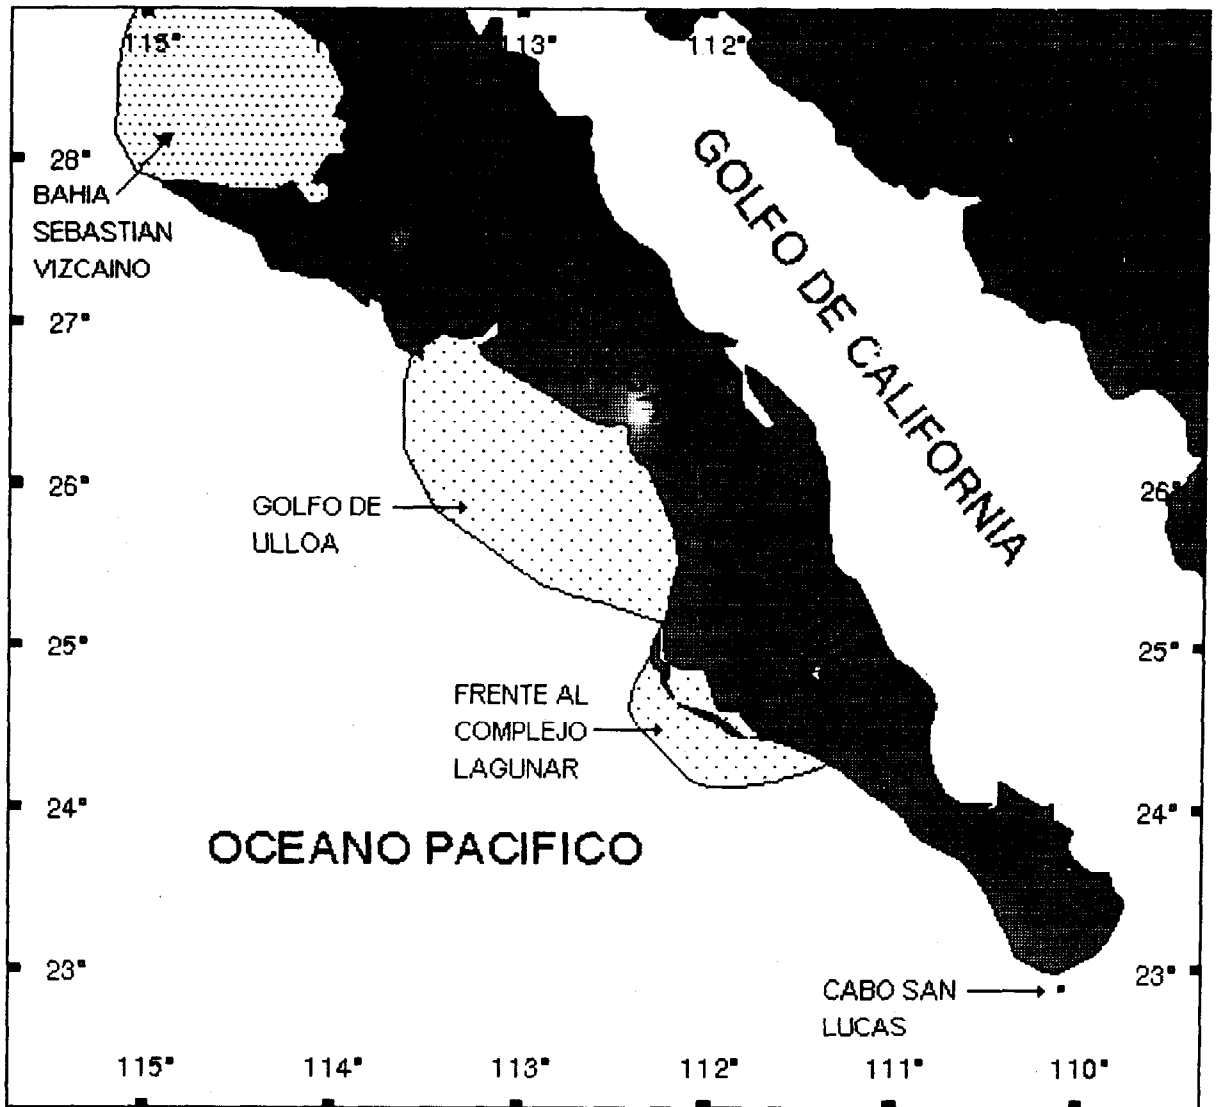 115°
113°
112°
28°
BAHIA
SEBASTIAN
VIZCAINO
GOLFO DE CALIFORNIA
27°
26°
26°
GOLFO DE
ULLOA
25°
25°
FRENTE AL
COMPLEJO
LAGUNAR
24°
24°
OCEANO PACIFICO
23°
23°
CABO SAN
LUCAS
115°
114°
113°
112°
111°
110°